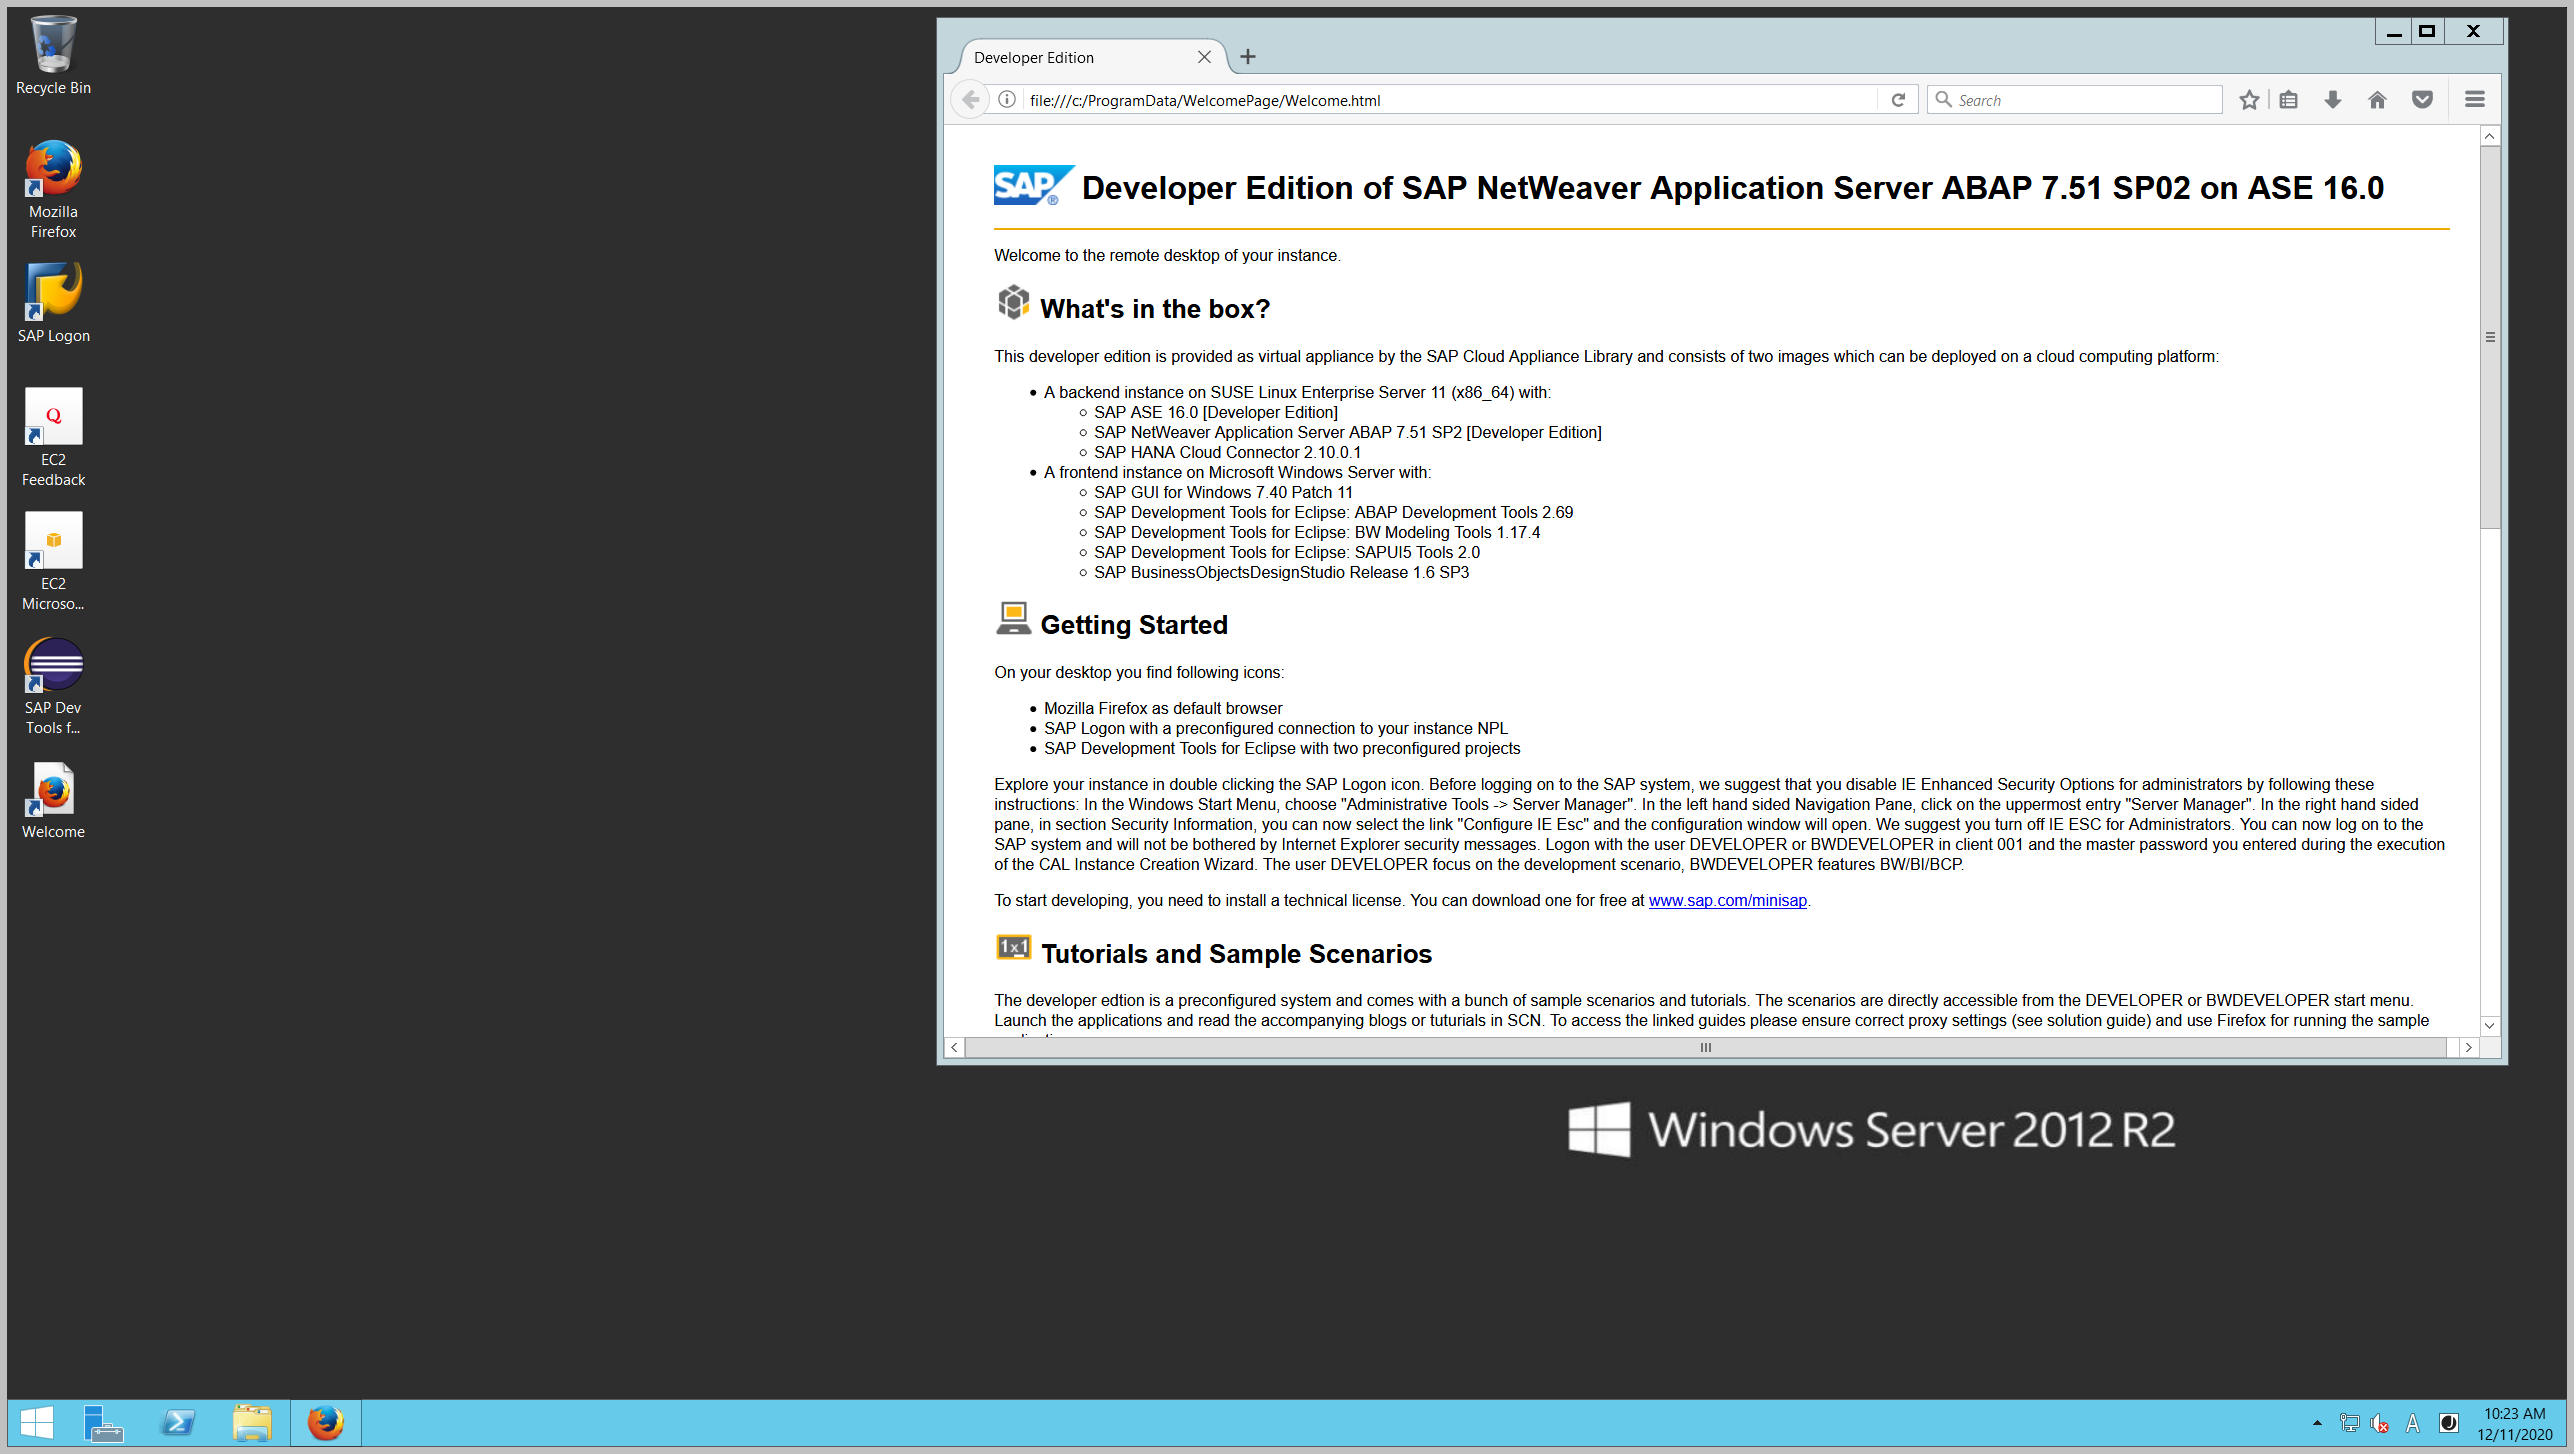 Recycle Bin
Mozilla
Firefox
SAP Logon
Q
EC2
Feedback
EC2
Microso...
SAP Dev
Tools f...
Welcome
Developer Edition
file:///c:/ProgramData/WelcomePage/Welcome.html
Search
SAP® Developer Edition of SAP NetWeaver Application Server ABAP 7.51 SP02 on ASE 16.0
Welcome to the remote desktop of your instance.
What's in the box?
This developer edition is provided as virtual appliance by the SAP Cloud Appliance Library and consists of two images which can be deployed on a cloud computing platform:
A backend instance on SUSE Linux Enterprise Server 11 (x86_64) with:
SAP ASE 16.0 [Developer Edition]
SAP NetWeaver Application Server ABAP 7.51 SP2 [Developer Edition]
SAP HANA Cloud Connector 2.10.0.1
A frontend instance on Microsoft Windows Server with:
SAP GUI for Windows 7.40 Patch 11
SAP Development Tools for Eclipse: ABAP Development Tools 2.69
SAP Development Tools for Eclipse: BW Modeling Tools 1.17.4
SAP Development Tools for Eclipse: SAPUI5 Tools 2.0
SAP BusinessObjectsDesignStudio Release 1.6 SP3
Getting Started
On your desktop you find following icons:
Mozilla Firefox as default browser
SAP Logon with a preconfigured connection to your instance NPL
SAP Development Tools for Eclipse with two preconfigured projects
Explore your instance in double clicking the SAP Logon icon. Before logging on to the SAP system, we suggest that you disable IE Enhanced Security Options for administrators by following these
instructions: In the Windows Start Menu, choose "Administrative Tools -> Server Manager". In the left hand sided Navigation Pane, click on the uppermost entry "Server Manager". In the right hand sided
pane, in section Security Information, you can now select the link "Configure IE Esc" and the configuration window will open. We suggest you turn off IE ESC for Administrators. You can now log on to the
SAP system and will not be bothered by Internet Explorer security messages. Logon with the user DEVELOPER or BWDEVELOPER in client 001 and the master password you entered during the execution
of the CAL Instance Creation Wizard. The user DEVELOPER focus on the development scenario, BWDEVELOPER features BW/BI/BCP.
To start developing, you need to install a technical license. You can download one for free at www.sap.com/minisap.
1x1 Tutorials and Sample Scenarios
The developer edtion is a preconfigured system and comes with a bunch of sample scenarios and tutorials. The scenarios are directly accessible from the DEVELOPER or BWDEVELOPER start menu.
Launch the applications and read the accompanying blogs or tuturials in SCN. To access the linked guides please ensure correct proxy settings (see solution guide) and use Firefox for running the sample
Windows Server 2012 R2
A
10:23 AM
12/11/2020